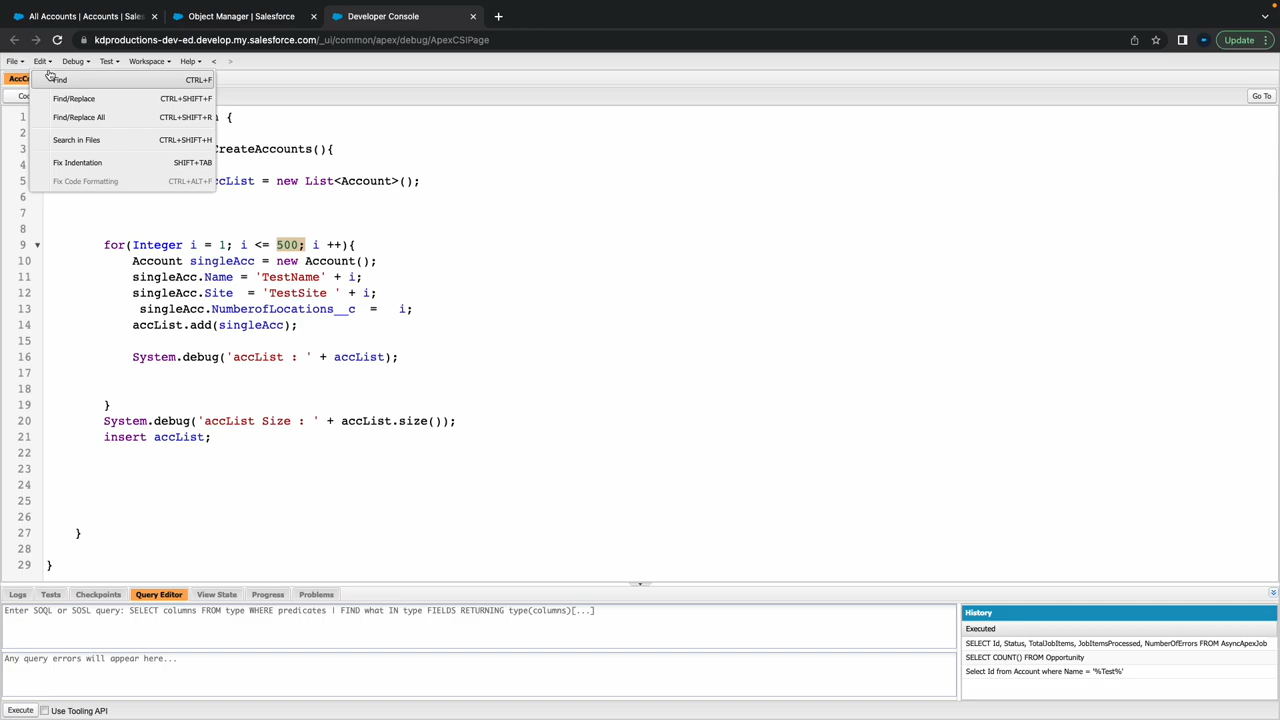 All Accounts | Accounts | Sales
Object Manager | Salesforce
Developer Console
kdproductions-dev-ed.develop.my.salesforce.com/_ui/common/apex/debug/ApexCSIPage
Update
File
Edit
Debug
Test
Workspace
Help
<
>
Find CTRL+F
Find/Replace CTRL+SHIFT+F
Find/Replace All CTRL+SHIFT+R
Search in Files CTRL+SHIFT+H
Fix Indentation SHIFT+TAB
Fix Code Formatting CTRL+ALT+F
Go To
1 {
2
3 CreateAccounts(){
4
5 ccList = new List<Account>();
6
7
8
9 for(Integer i = 1; i <= 500; i ++){
10 Account singleAcc = new Account();
11 singleAcc.Name = 'TestName' + i;
12 singleAcc.Site  = 'TestSite ' + i;
13 singleAcc.NumberofLocations__c  =   i;
14 accList.add(singleAcc);
15
16 System.debug('accList : ' + accList);
17
18
19 }
20 System.debug('accList Size : ' + accList.size());
21 insert accList;
22
23
24
25
26
27 }
28
29 }
Logs
Tests
Checkpoints
Query Editor
View State
Progress
Problems
Enter SOQL or SOSL query: SELECT columns FROM type WHERE predicates | FIND what IN type FIELDS RETURNING type(columns)[...]
Any query errors will appear here...
History
Executed
SELECT Id, Status, TotalJobItems, JobItemsProcessed, NumberOfErrors FROM AsyncApexJob
SELECT COUNT() FROM Opportunity
Select Id from Account where Name = '%Test%'
Execute
Use Tooling API